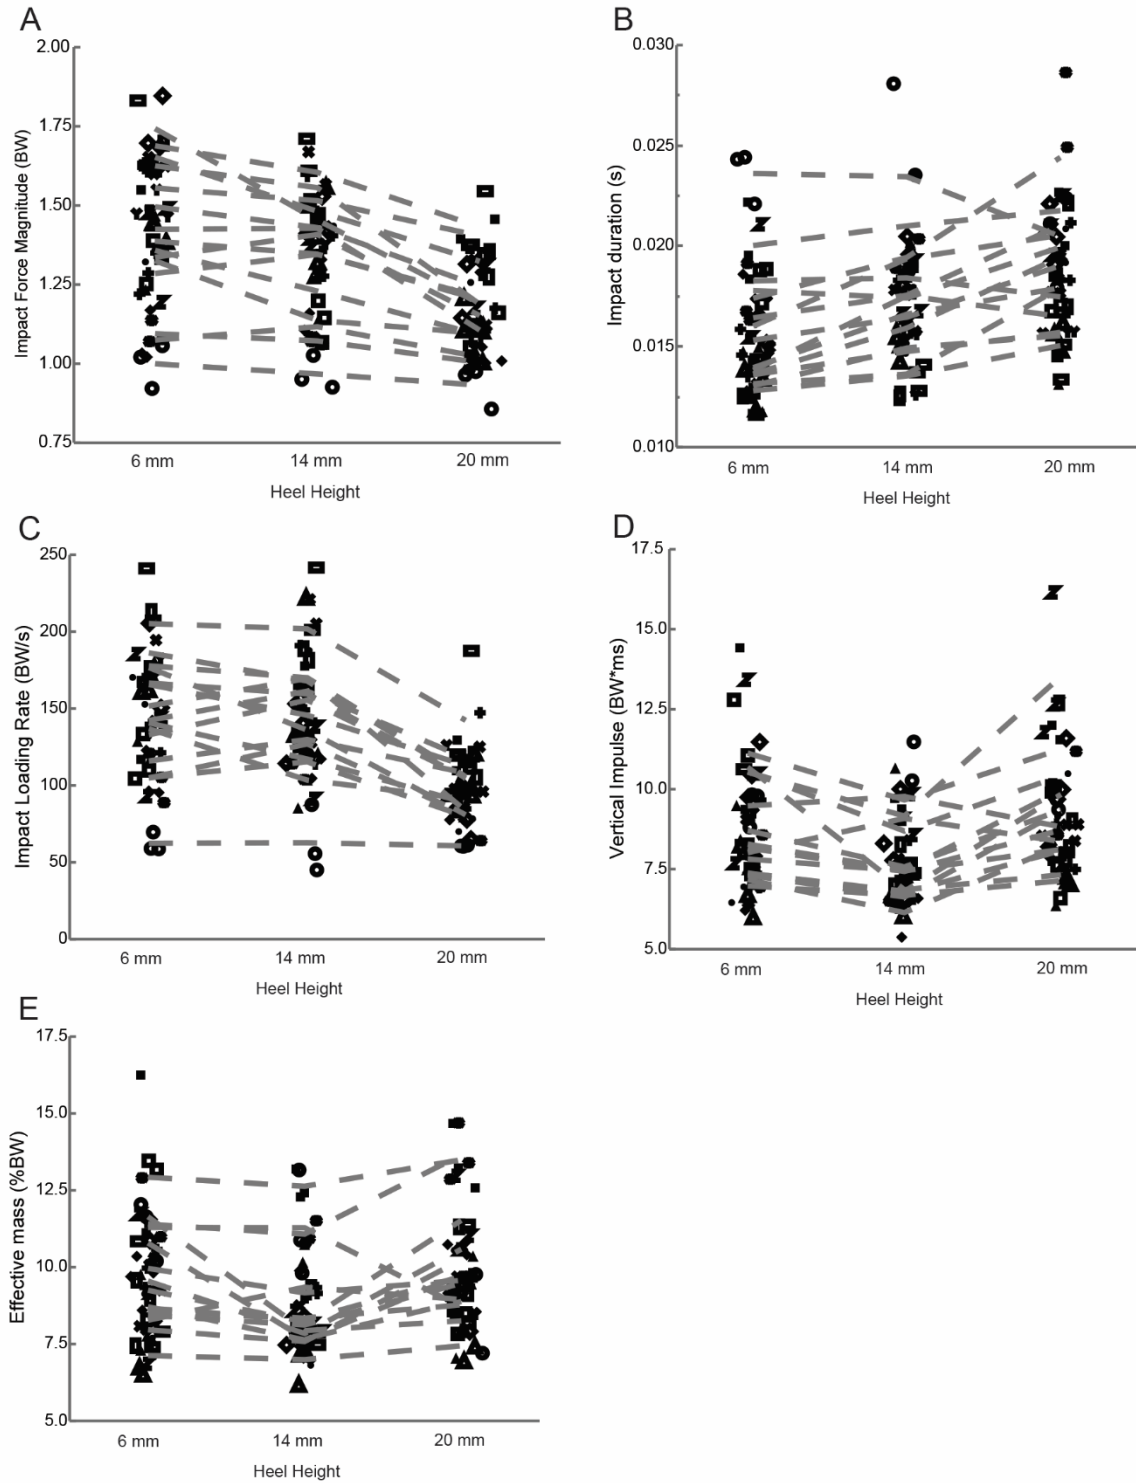 A
Impact Force Magnitude (BW)
2.00
1.75
1.50
1.25
1.00
0.75
6 mm 14 mm 20 mm
Heel Height
B
Impact duration (s)
0.030
0.025
0.020
0.015
0.010
6 mm 14 mm 20 mm
Heel Height
C
Impact Loading Rate (BW/s)
250
200
150
100
50
0
6 mm 14 mm 20 mm
Heel Height
D
Vertical Impulse (BW*ms)
17.5
15.0
12.5
10.0
7.5
5.0
6 mm 14 mm 20 mm
Heel Height
E
Effective mass (%BW)
17.5
15.0
12.5
10.0
7.5
5.0
6 mm 14 mm 20 mm
Heel Height